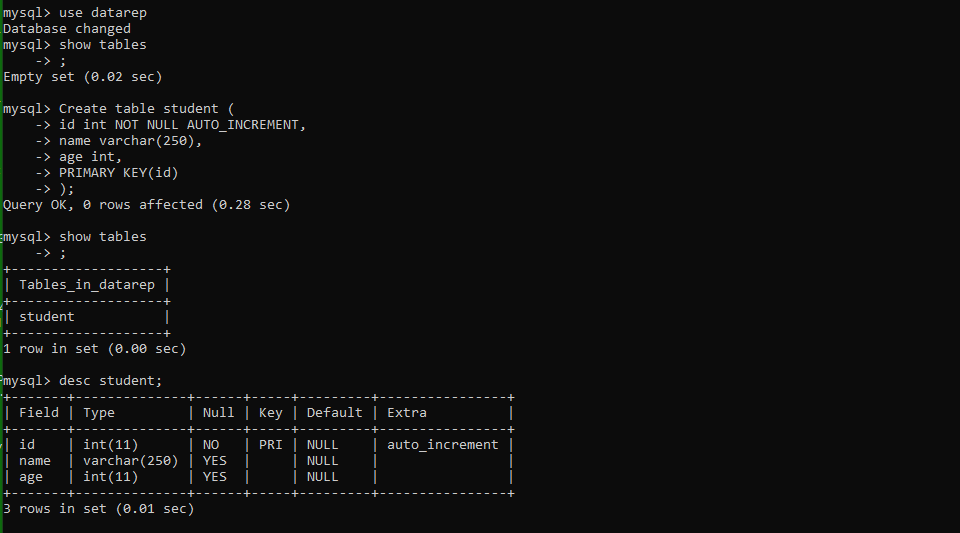 mysql> use datarep
Database changed
mysql> show tables
    -> ;
Empty set (0.02 sec)

mysql> Create table student (
    -> id int NOT NULL AUTO_INCREMENT,
    -> name varchar(250),
    -> age int,
    -> PRIMARY KEY(id)
    -> );
Query OK, 0 rows affected (0.28 sec)

mysql> show tables
    -> ;
+-------------------+
| Tables_in_datarep |
+-------------------+
| student           |
+-------------------+
1 row in set (0.00 sec)

mysql> desc student;
+-------+--------------+------+-----+---------+----------------+
| Field | Type         | Null | Key | Default | Extra          |
+-------+--------------+------+-----+---------+----------------+
| id    | int(11)      | NO   | PRI | NULL    | auto_increment |
| name  | varchar(250) | YES  |     | NULL    |                |
| age   | int(11)      | YES  |     | NULL    |                |
+-------+--------------+------+-----+---------+----------------+
3 rows in set (0.01 sec)